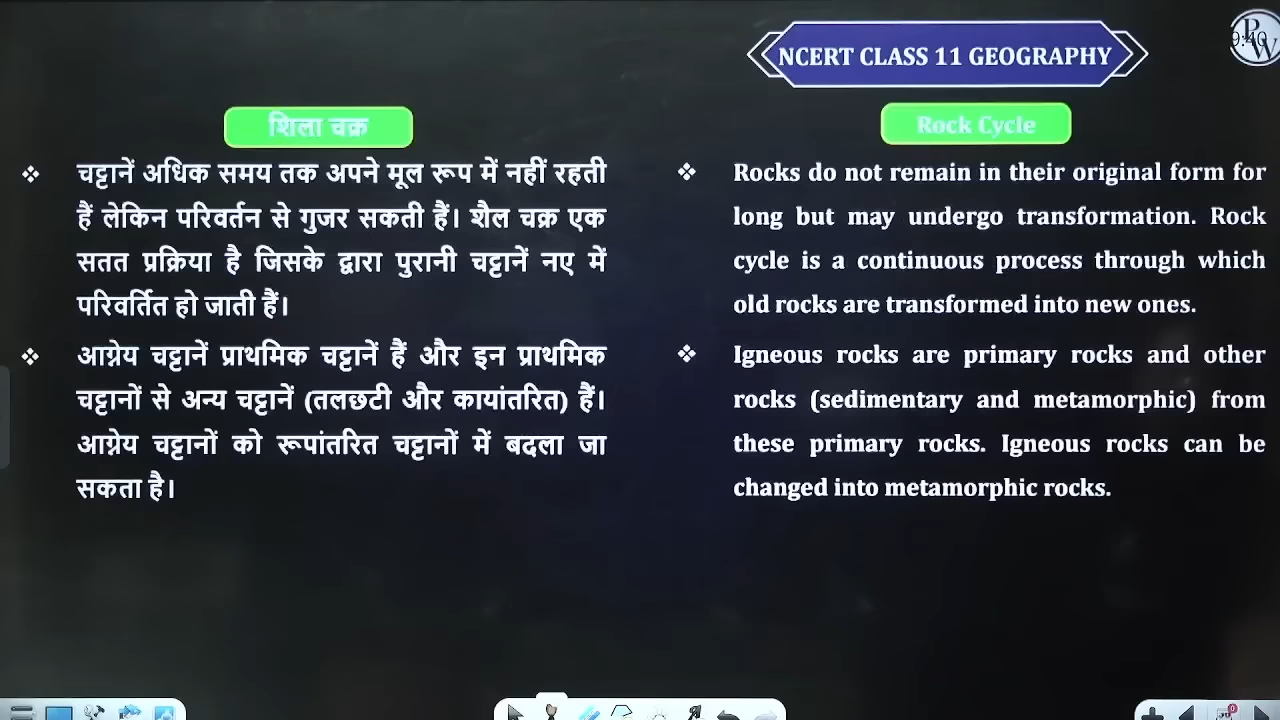 NCERT CLASS 11 GEOGRAPHY
PW
9:40
शिला चक्र
चट्टानें अधिक समय तक अपने मूल रूप में नहीं रहती
हैं लेकिन परिवर्तन से गुजर सकती हैं। शैल चक्र एक
सतत प्रक्रिया है जिसके द्वारा पुरानी चट्टानें नए में
परिवर्तित हो जाती हैं।
आग्नेय चट्टानें प्राथमिक चट्टानें हैं और इन प्राथमिक
चट्टानों से अन्य चट्टानें (तलछटी और कायांतरित) हैं।
आग्नेय चट्टानों को रूपांतरित चट्टानों में बदला जा
सकता है।
Rock Cycle
Rocks do not remain in their original form for
long but may undergo transformation. Rock
cycle is a continuous process through which
old rocks are transformed into new ones.
Igneous rocks are primary rocks and other
rocks (sedimentary and metamorphic) from
these primary rocks. Igneous rocks can be
changed into metamorphic rocks.